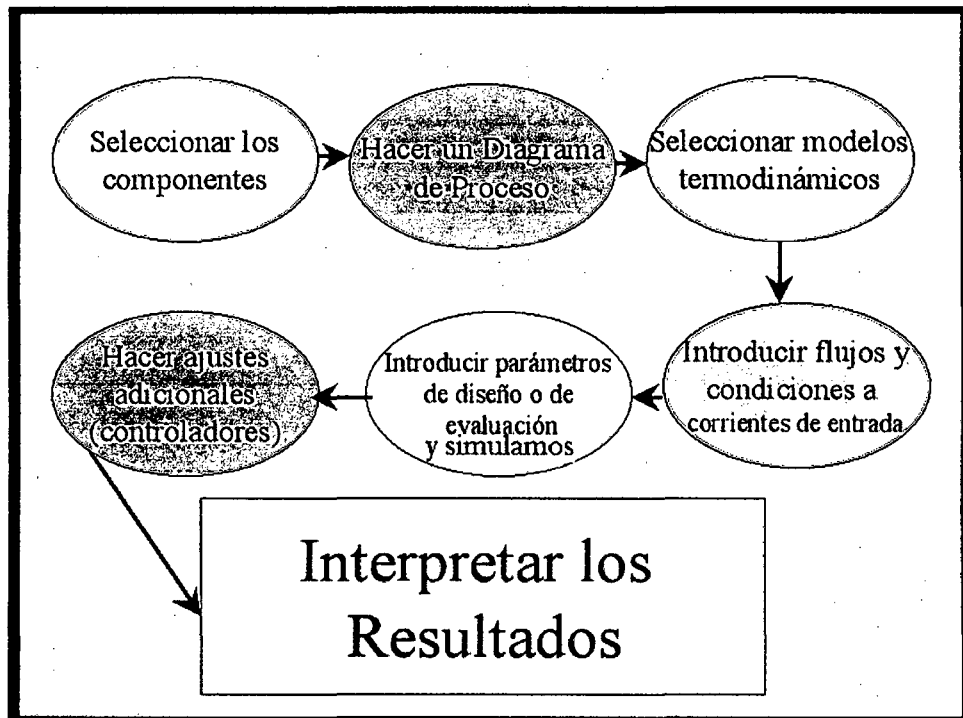 Seleccionar los
componentes
Hacer un Diagrama
de Proceso
Seleccionar modelos
termodinámicos
Introducir flujos y
condiciones a
corrientes de entrada
Introducir parámetros
de diseño o de
evaluación
y simulamos
Hacer ajustes
adicionales
(controladores)
Interpretar los
Resultados